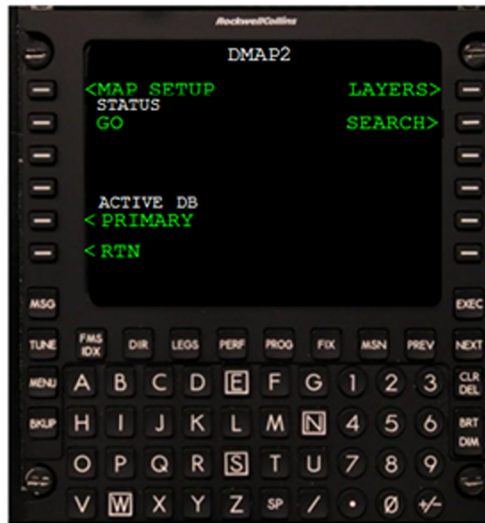 RockwellCollins
DMAP2
<MAP SETUP LAYERS>
STATUS
GO SEARCH>
ACTIVE DB
<PRIMARY
<RTN
MSG EXEC
TUNE FMS IDX DIR LEGS PERF PROG FIX MSN PREV NEXT
MENU A B C D E F G 1 2 3 CLR DEL
BKUP H I J K L M N 4 5 6 BRT DIM
O P Q R S T U 7 8 9
V W X Y Z SP / . Ø +/-